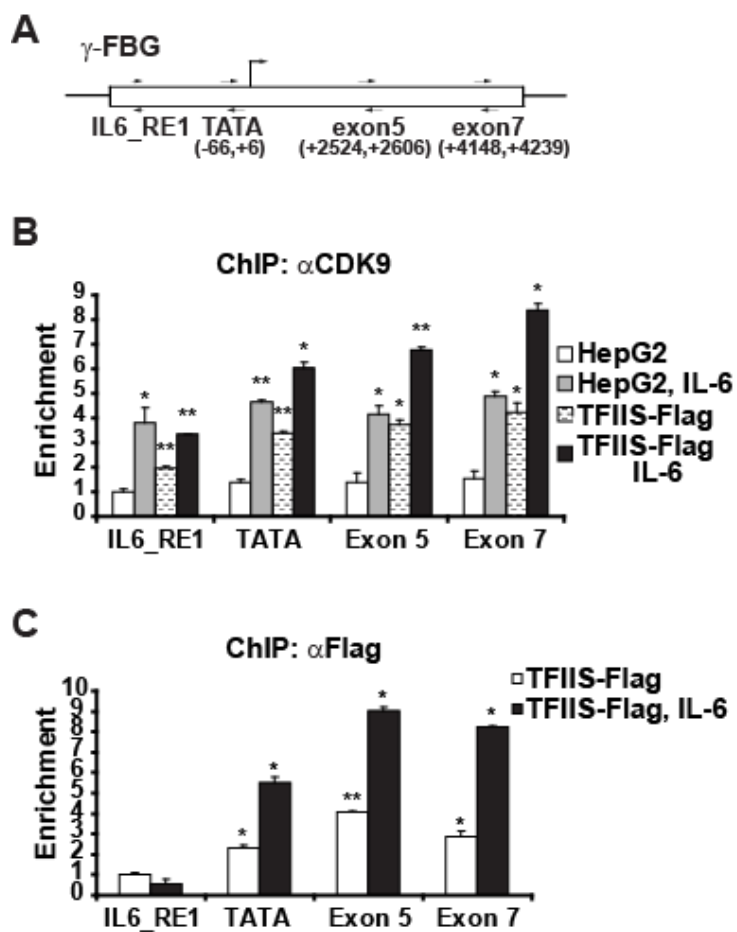 A
γ-FBG
IL6_RE1 TATA exon5 exon7
(-66,+6) (+2524,+2606) (+4148,+4239)
B
ChIP: αCDK9
Enrichment
9
8
7
6
5
4
3
2
1
0
* ** ** ** ** * * * ** * * *
IL6_RE1 TATA Exon 5 Exon 7
HepG2
HepG2, IL-6
TFIIS-Flag
TFIIS-Flag
IL-6
C
ChIP: αFlag
Enrichment
10
9
8
7
6
5
4
3
2
1
0
* * ** * * *
IL6_RE1 TATA Exon 5 Exon 7
TFIIS-Flag
TFIIS-Flag, IL-6